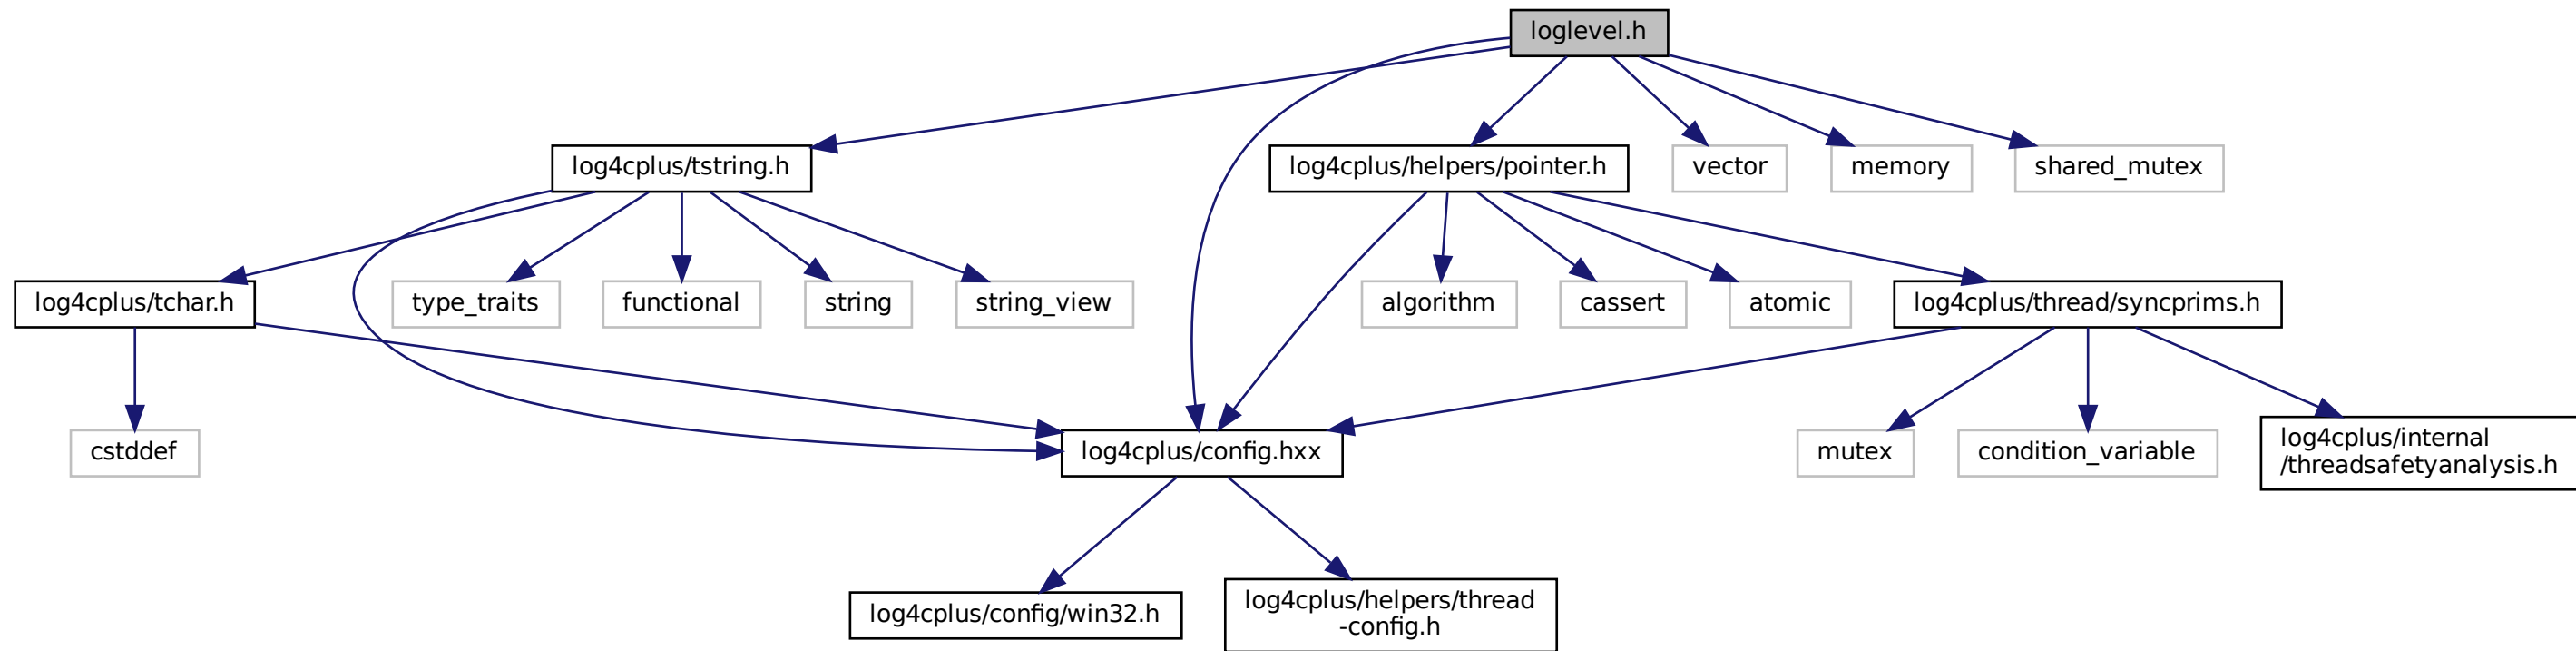 loglevel.h
log4cplus/tstring.h
log4cplus/helpers/pointer.h
vector
memory
shared_mutex
log4cplus/tchar.h
type_traits
functional
string
string_view
algorithm
cassert
atomic
log4cplus/thread/syncprims.h
cstddef
log4cplus/config.hxx
mutex
condition_variable
log4cplus/internal
/threadsafetyanalysis.h
log4cplus/config/win32.h
log4cplus/helpers/thread
-config.h